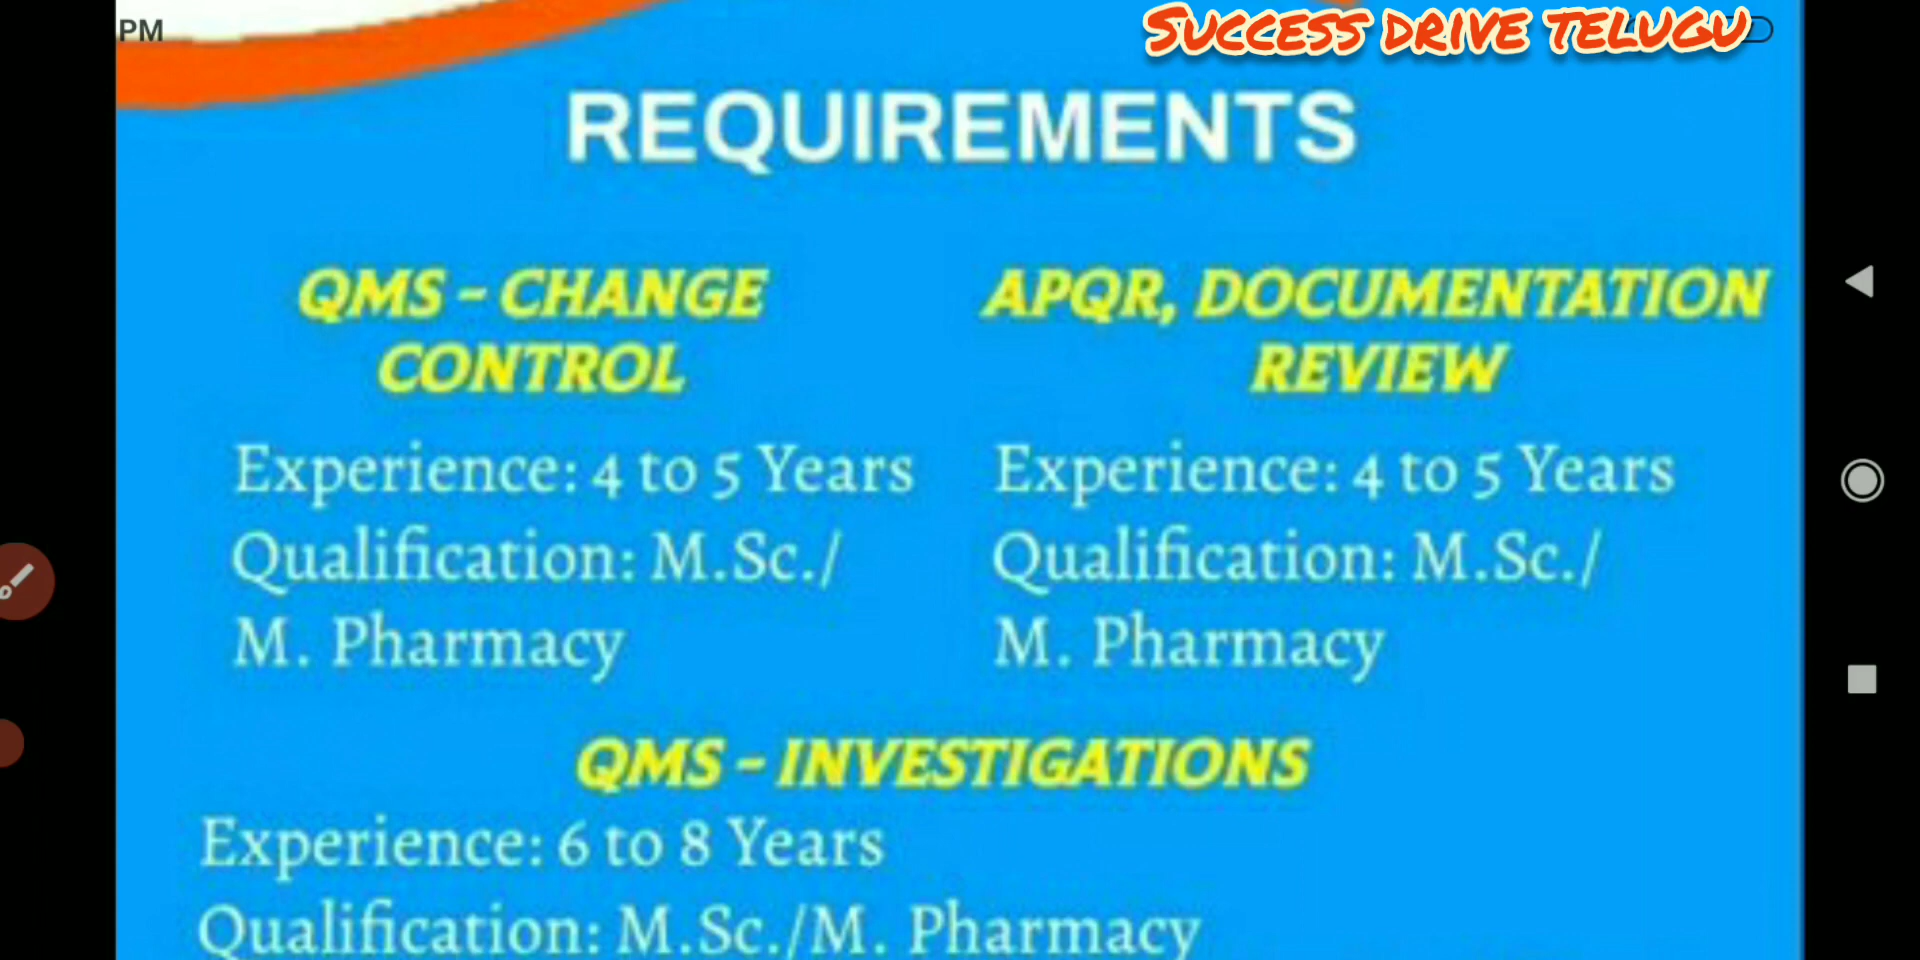 PM
SUCCESS DRIVE TELUGU
REQUIREMENTS
QMS - CHANGE
CONTROL
Experience: 4 to 5 Years
Qualification: M.Sc./
M. Pharmacy
APQR, DOCUMENTATION
REVIEW
Experience: 4 to 5 Years
Qualification: M.Sc./
M. Pharmacy
QMS - INVESTIGATIONS
Experience: 6 to 8 Years
Qualification: M.Sc./M. Pharmacy